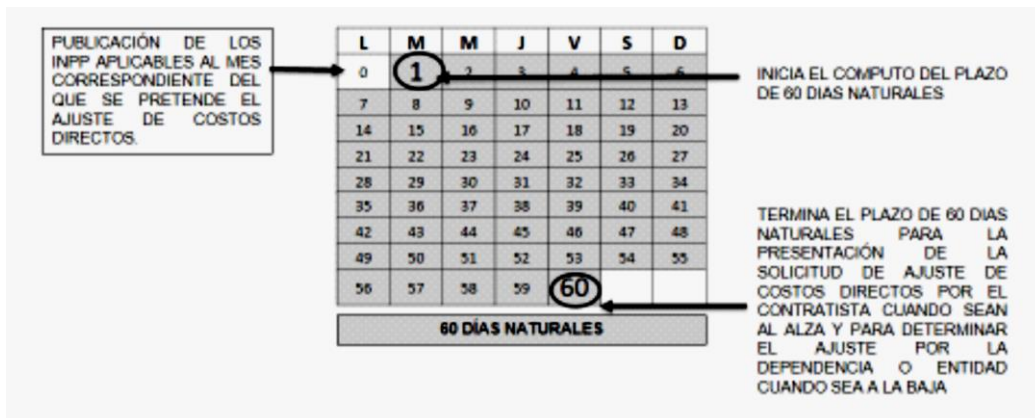 PUBLICACIÓN DE LOS
INPP APLICABLES AL MES
CORRESPONDIENTE DEL
QUE SE PRETENDE EL
AJUSTE DE COSTOS
DIRECTOS.
L M M J V S D
0 1 2 3 4 5 6
7 8 9 10 11 12 13
14 15 16 17 18 19 20
21 22 23 24 25 26 27
28 29 30 31 32 33 34
35 36 37 38 39 40 41
42 43 44 45 46 47 48
49 50 51 52 53 54 55
56 57 58 59 60
60 DÍAS NATURALES
INICIA EL COMPUTO DEL PLAZO
DE 60 DIAS NATURALES
TERMINA EL PLAZO DE 60 DIAS
NATURALES PARA LA
PRESENTACIÓN DE LA
SOLICITUD DE AJUSTE DE
COSTOS DIRECTOS POR EL
CONTRATISTA CUANDO SEAN
AL ALZA Y PARA DETERMINAR
EL AJUSTE POR LA
DEPENDENCIA O ENTIDAD
CUANDO SEA A LA BAJA